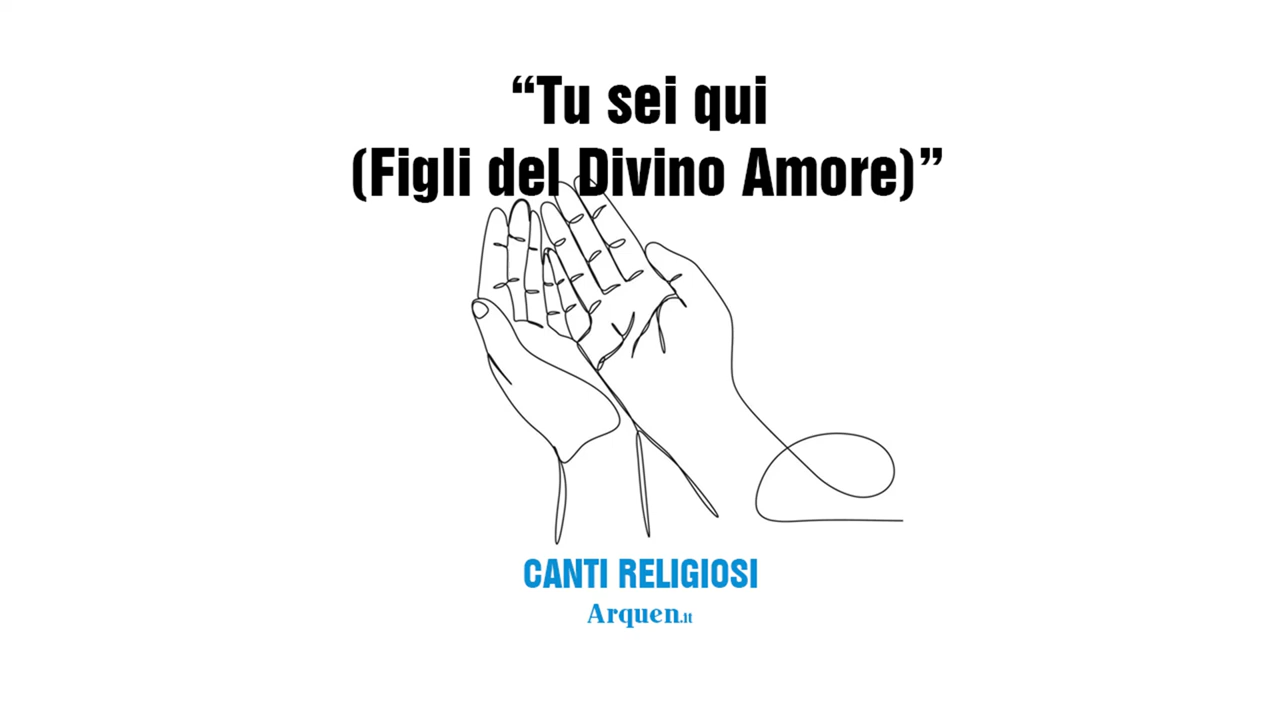 “Tu sei qui
(Figli del Divino Amore)”
CANTI RELIGIOSI
Arquen.it